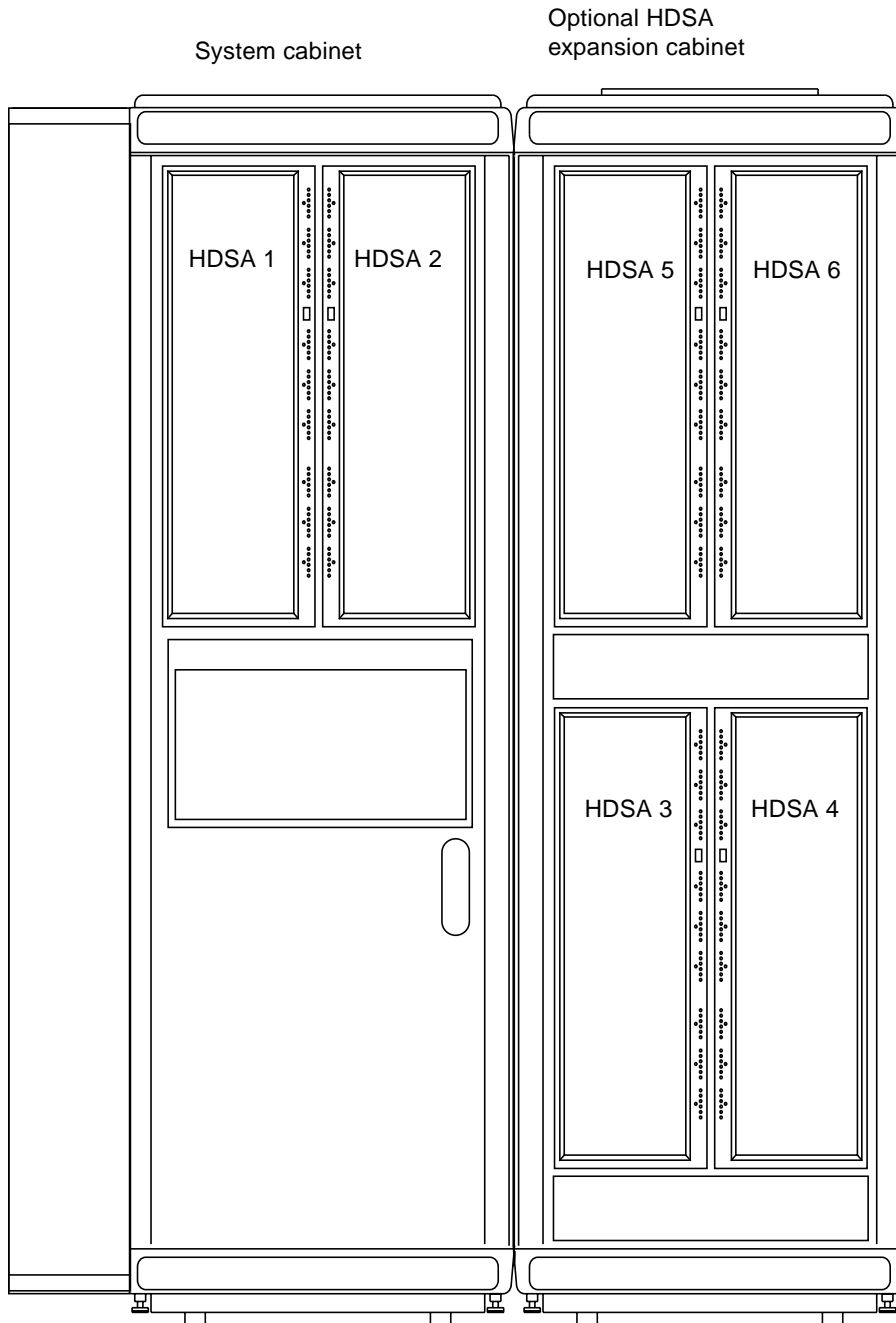 System cabinet
Optional HDSA
expansion cabinet
HDSA 1
HDSA 2
HDSA 5
HDSA 6
HDSA 3
HDSA 4